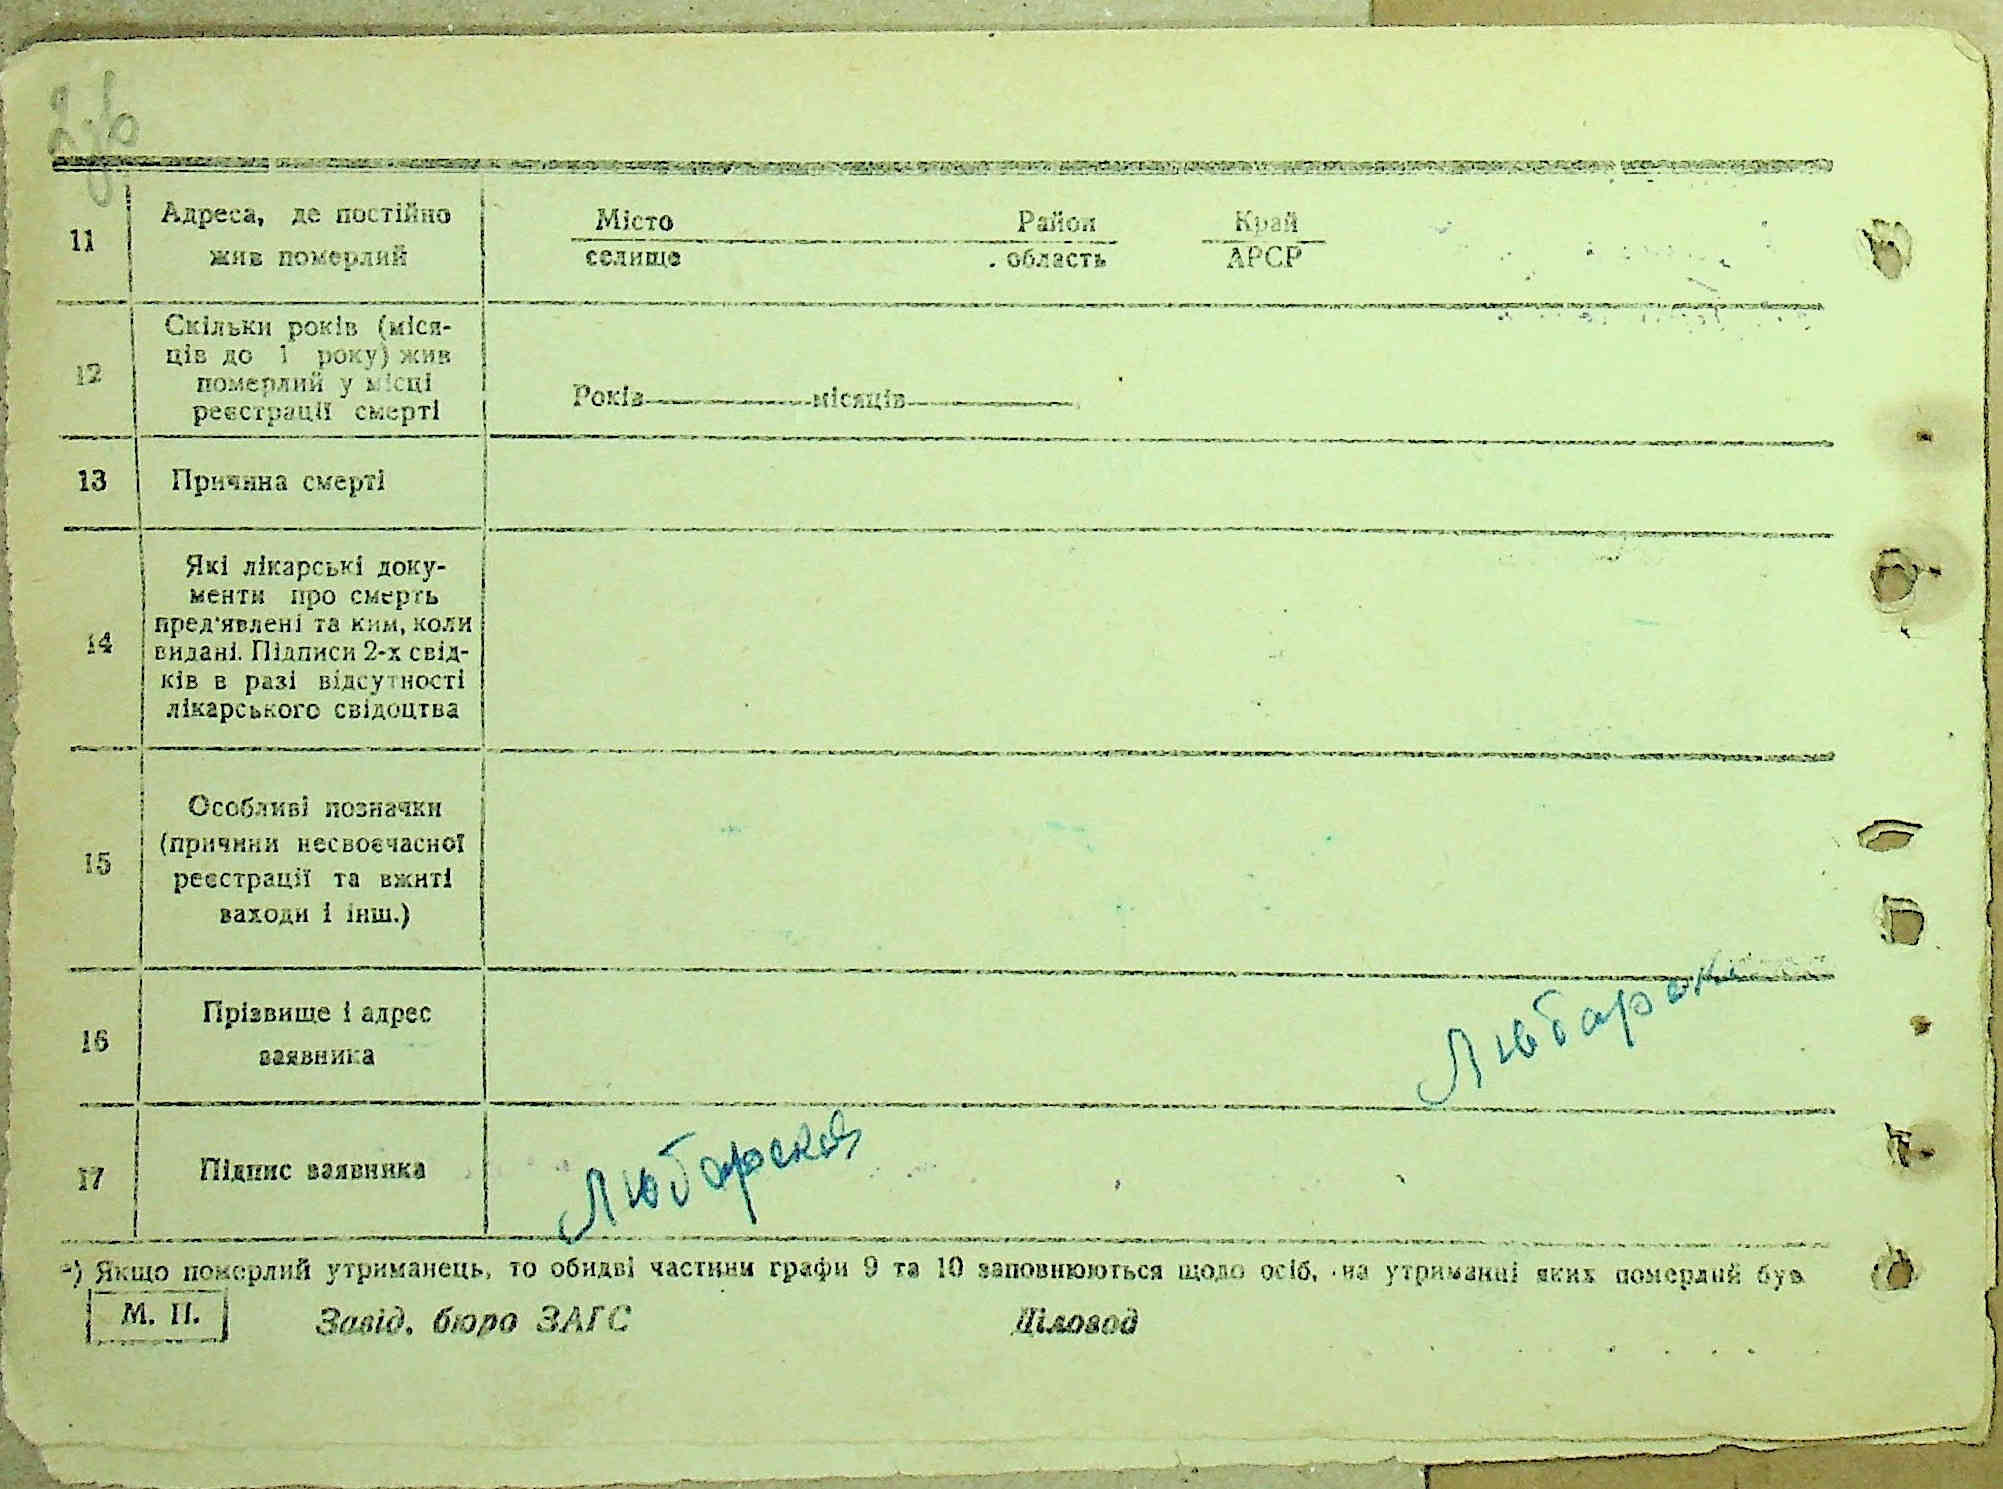 11 Адреса, де постійно Місто Район Край
жив померлий селище область АРСР
Скільки років (міся-
ців до 1 року) жив
12 померлий у місці Років місяців
реєстрації смерті
13 Причина смерті
Які лікарські доку-
менти про смерть
пред'явлені та ким, коли
14 видані. Підписи 2-х свід-
ків в разі відсутності
лікарського свідоцтва
Особливі позначки
(причини несвоєчасної
15 реєстрації та вжиті
заходи і інш.)
16 Прізвище і адрес
заявника
17 Підпис заявника Любарская
*) Якщо померлий утриманець, то обидві частини графи 9 та 10 заповнюються щодо осіб, на утриманні яких померлий був
М. П. Завід. бюро ЗАГС Діловод